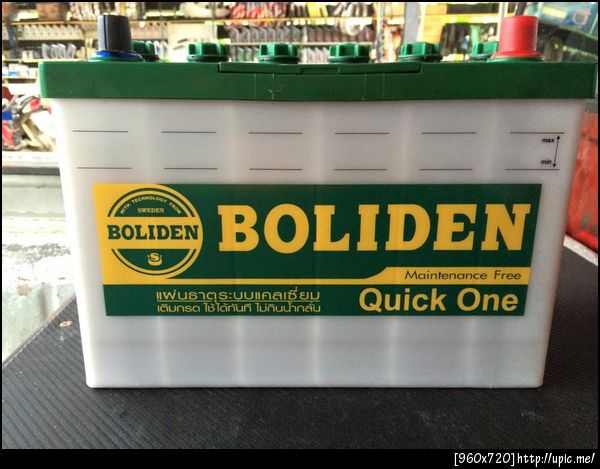 max
min
WITH TECHNOLOGY FROM
SWEDEN
BOLIDEN
S
BOLIDEN
Maintenance Free
แผ่นธาตุระบบแคลเซี่ยม
เติมกรด ใช้ได้ทันที ไม่กินน้ำกลั่น
Quick One
[960x720]http://upic.me/